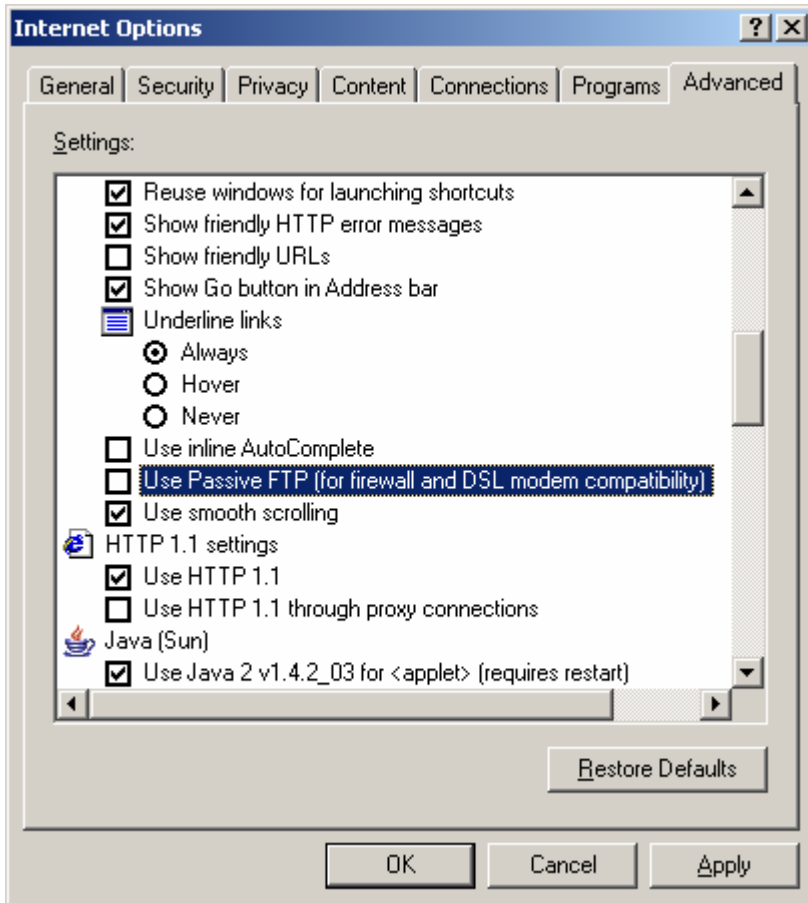 Internet Options
General Security Privacy Content Connections Programs Advanced
Settings:
Reuse windows for launching shortcuts
Show friendly HTTP error messages
Show friendly URLs
Show Go button in Address bar
Underline links
Always
Hover
Never
Use inline AutoComplete
Use Passive FTP (for firewall and DSL modem compatibility)
Use smooth scrolling
HTTP 1.1 settings
Use HTTP 1.1
Use HTTP 1.1 through proxy connections
Java (Sun)
Use Java 2 v1.4.2_03 for <applet> (requires restart)
Restore Defaults
OK Cancel Apply